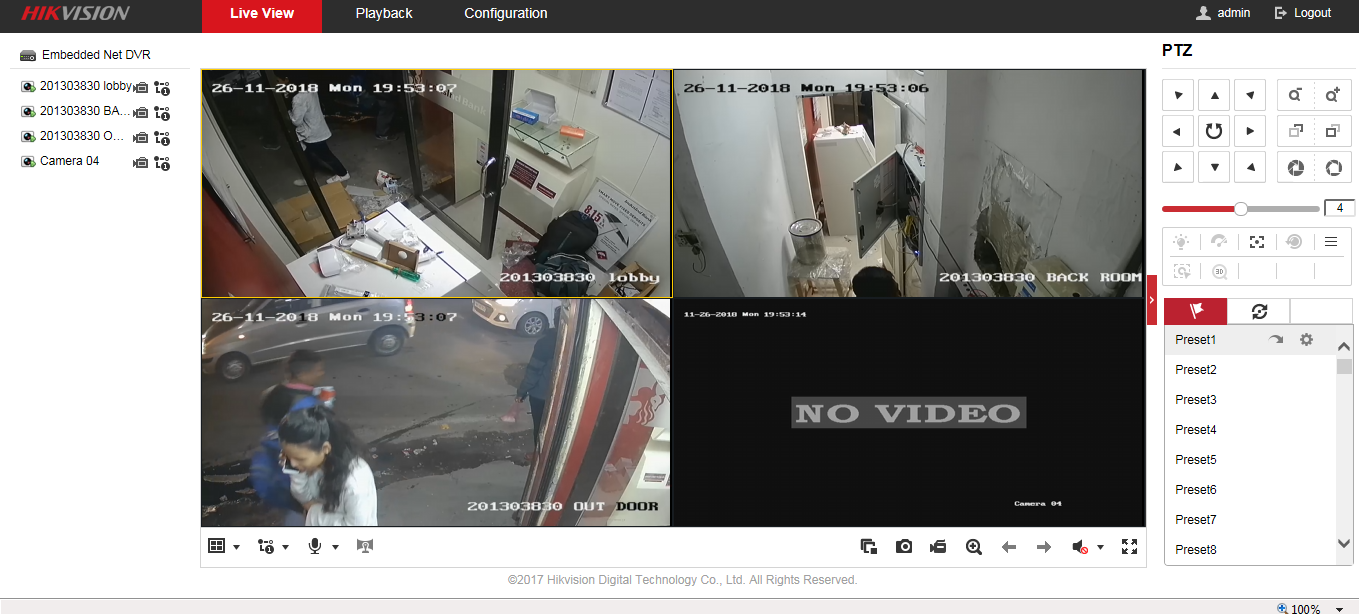 HIKVISION
Live View
Playback
Configuration
admin
Logout
Embedded Net DVR
201303830 lobby
201303830 BA...
201303830 O...
Camera 04
26-11-2018 Mon 19:53:07
8.15
201303830 lobby
26-11-2018 Mon 19:53:06
201303830 BACK ROOM
26-11-2018 Mon 19:53:07
201303830 OUT DOOR
11-26-2018 Mon 19:53:14
NO VIDEO
Camera 04
PTZ
4
3D
Preset1
Preset2
Preset3
Preset4
Preset5
Preset6
Preset7
Preset8
©2017 Hikvision Digital Technology Co., Ltd. All Rights Reserved.
100%